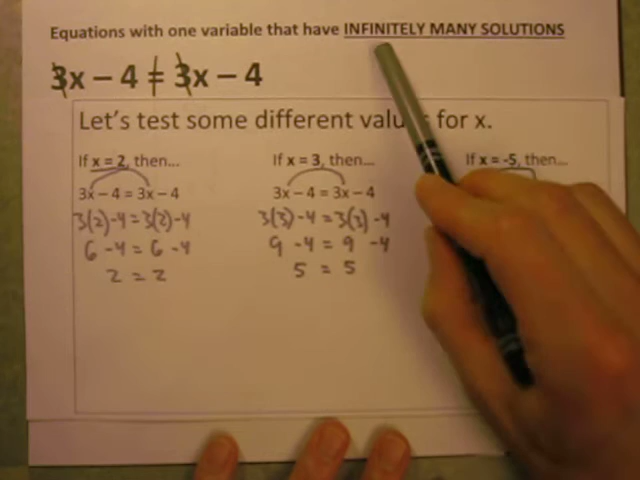 Equations with one variable that have INFINITELY MANY SOLUTIONS
3x – 4 = 3x – 4
Let's test some different values for x.
If x = 2, then...
3x – 4 = 3x – 4
3(2)-4=3(2)-4
6 -4 = 6 -4
2 = 2
If x = 3, then...
3x – 4 = 3x – 4
3(3)-4=3(3)-4
9 -4 = 9 -4
5 = 5
If x = -5, then...